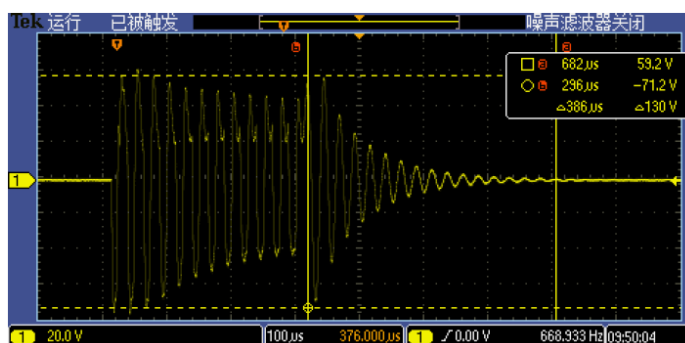 Tek 运行 已被触发 噪声滤波器关闭
T
T b a
a 682µs 59.2 V
b 296µs −71.2 V
△386µs △130 V
1
1 20.0 V 100µs 376.000µs 1 ∫ 0.00 V 668.933 Hz 09:50:04